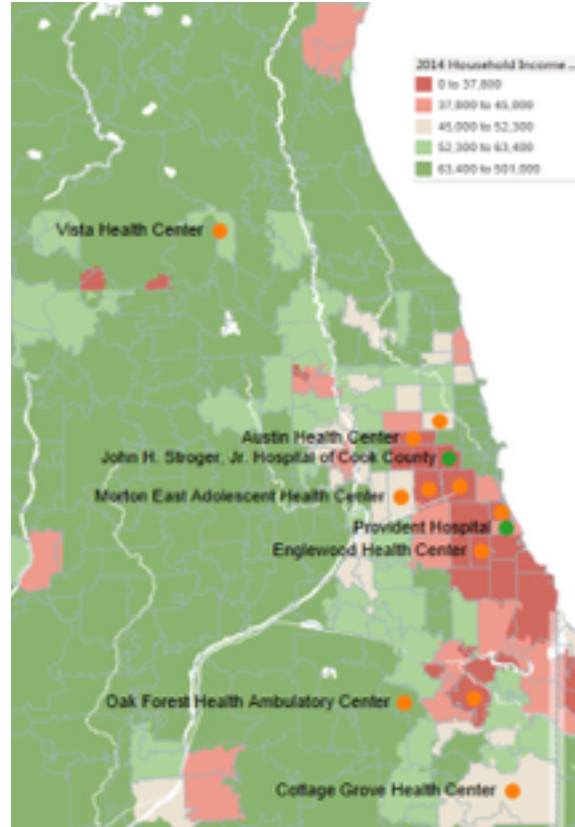 2014 Household Income ...
0 to 37,800
37,800 to 45,000
45,000 to 52,300
52,300 to 63,400
63,400 to 501,000
Vista Health Center
Austin Health Center
John H. Stroger, Jr. Hospital of Cook County
Morton East Adolescent Health Center
Provident Hospital
Englewood Health Center
Oak Forest Health Ambulatory Center
Cottage Grove Health Center